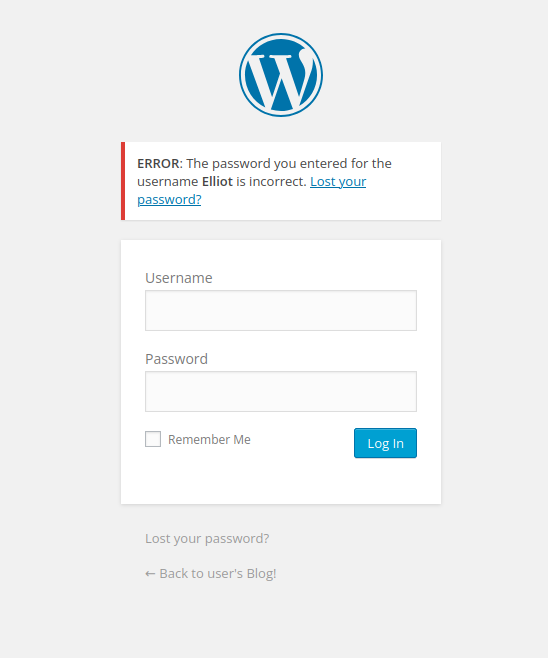 ERROR: The password you entered for the
username Elliot is incorrect. Lost your
password?
Username
Password
Remember Me
Log In
Lost your password?
← Back to user's Blog!